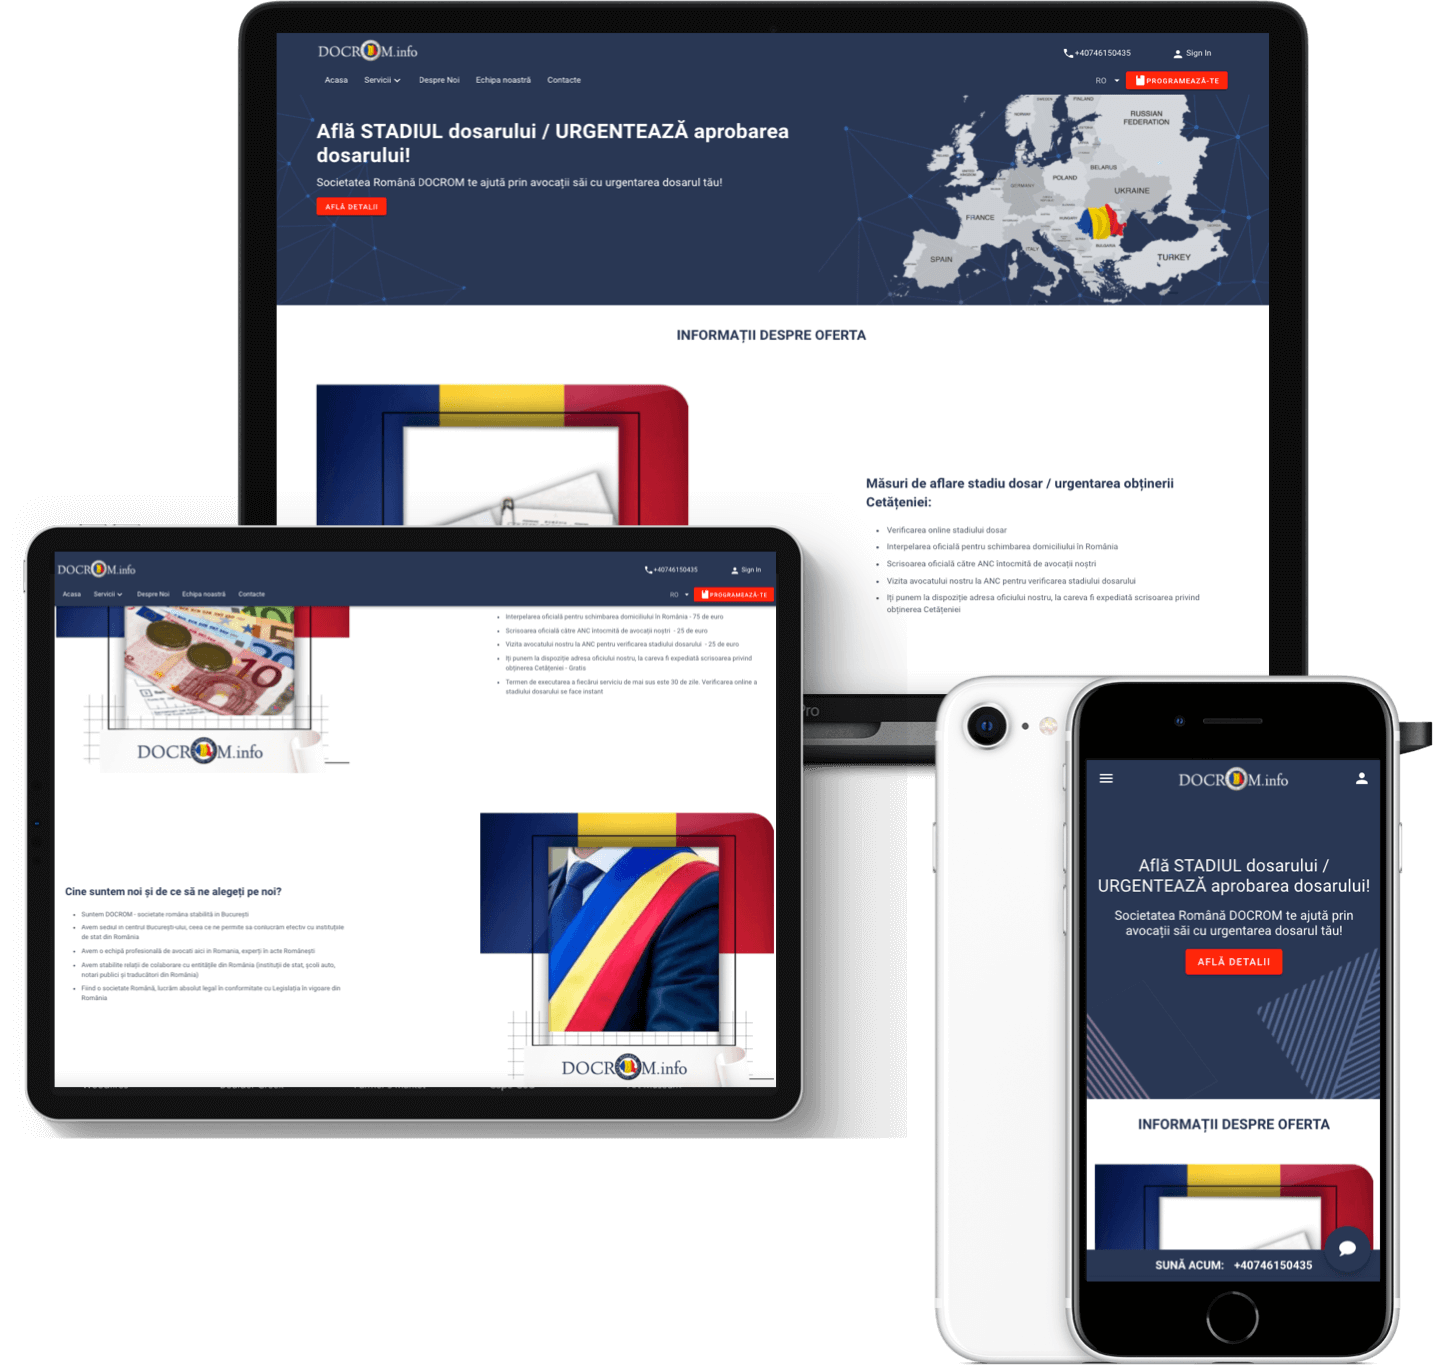 DOCROM.info
+40746150435
Sign In
Acasa
Servicii
Despre Noi
Echipa noastră
Contacte
RO
PROGRAMEAZĂ-TE
Află STADIUL dosarului / URGENTEAZĂ aprobarea
dosarului!
Societatea Română DOCROM te ajută prin avocații săi cu urgentarea dosarul tău!
AFLĂ DETALII
FINLAND
RUSSIAN
FEDERATION
BELARUS
POLAND
GERMANY
UKRAINE
FRANCE
ITALY
SPAIN
TURKEY
INFORMAȚII DESPRE OFERTA
Măsuri de aflare stadiu dosar / urgentarea obținerii
Cetățeniei:
Verificarea online stadiului dosar
Interpelarea oficială pentru schimbarea domiciliului în România
Scrisoarea oficială către ANC întocmită de avocații noștri
Vizita avocatului nostru la ANC pentru verificarea stadiului dosarului
Iți punem la dispoziție adresa oficiului nostru, la careva fi expediată scrisoarea privind
obținerea Cetățeniei
Pro
DOCROM.info
+40746150435
Sign In
Acasa
Servicii
Despre Noi
Echipa noastră
Contacte
RO
PROGRAMEAZĂ-TE
Interpelarea oficială pentru schimbarea domiciliului în România - 75 de euro
Scrisoarea oficială către ANC întocmită de avocații noștri - 25 de euro
Vizita avocatului nostru la ANC pentru verificarea stadiului dosarului - 25 de euro
Iți punem la dispoziție adresa oficiului nostru, la careva fi expediată scrisoarea privind
obținerea Cetățeniei - Gratis
Termen de executarea a fiecărui serviciu de mai sus este 30 de zile. Verificarea online a
stadiului dosarului se face instant
10
10
DOCROM.info
Cine suntem noi și de ce să ne alegeți pe noi?
Suntem DOCROM - societate româna stabilită in București
Avem sediul in centrul București-ului, ceea ce ne permite sa conlucrăm efectiv cu instituțiile
de stat din România
Avem o echipă profesională de avocati aici in Romania, experți în acte Românești
Avem stabilite relații de colaborare cu entitățile din România (instituții de stat, școli auto,
notari publici și traducători din România)
Fiind o societate Română, lucrăm absolut legal în conformitate cu Legislația în vigoare din
România
DOCROM.info
DOCROM.info
Află STADIUL dosarului /
URGENTEAZĂ aprobarea dosarului!
Societatea Română DOCROM te ajută prin
avocații săi cu urgentarea dosarul tău!
AFLĂ DETALII
INFORMAȚII DESPRE OFERTA
SUNĂ ACUM: +40746150435